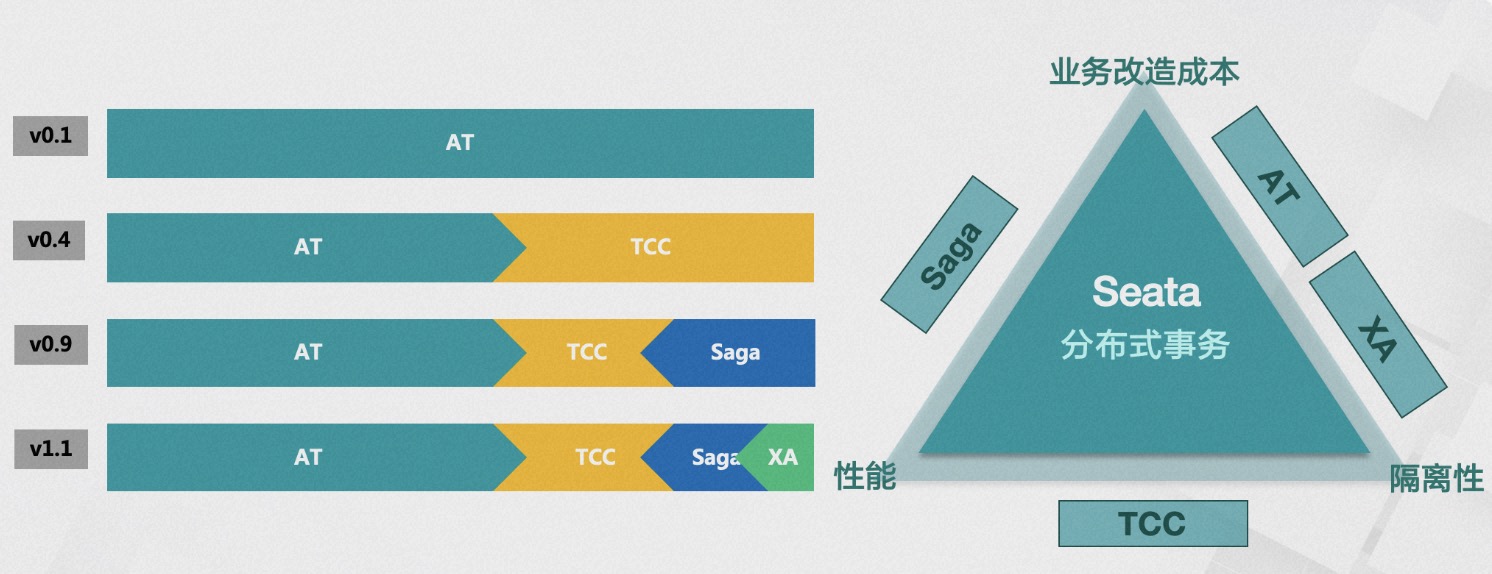 v0.1
AT
v0.4
AT
TCC
v0.9
AT
TCC
Saga
v1.1
AT
TCC
Saga
XA
业务改造成本
Saga
AT
XA
Seata
分布式事务
性能
隔离性
TCC